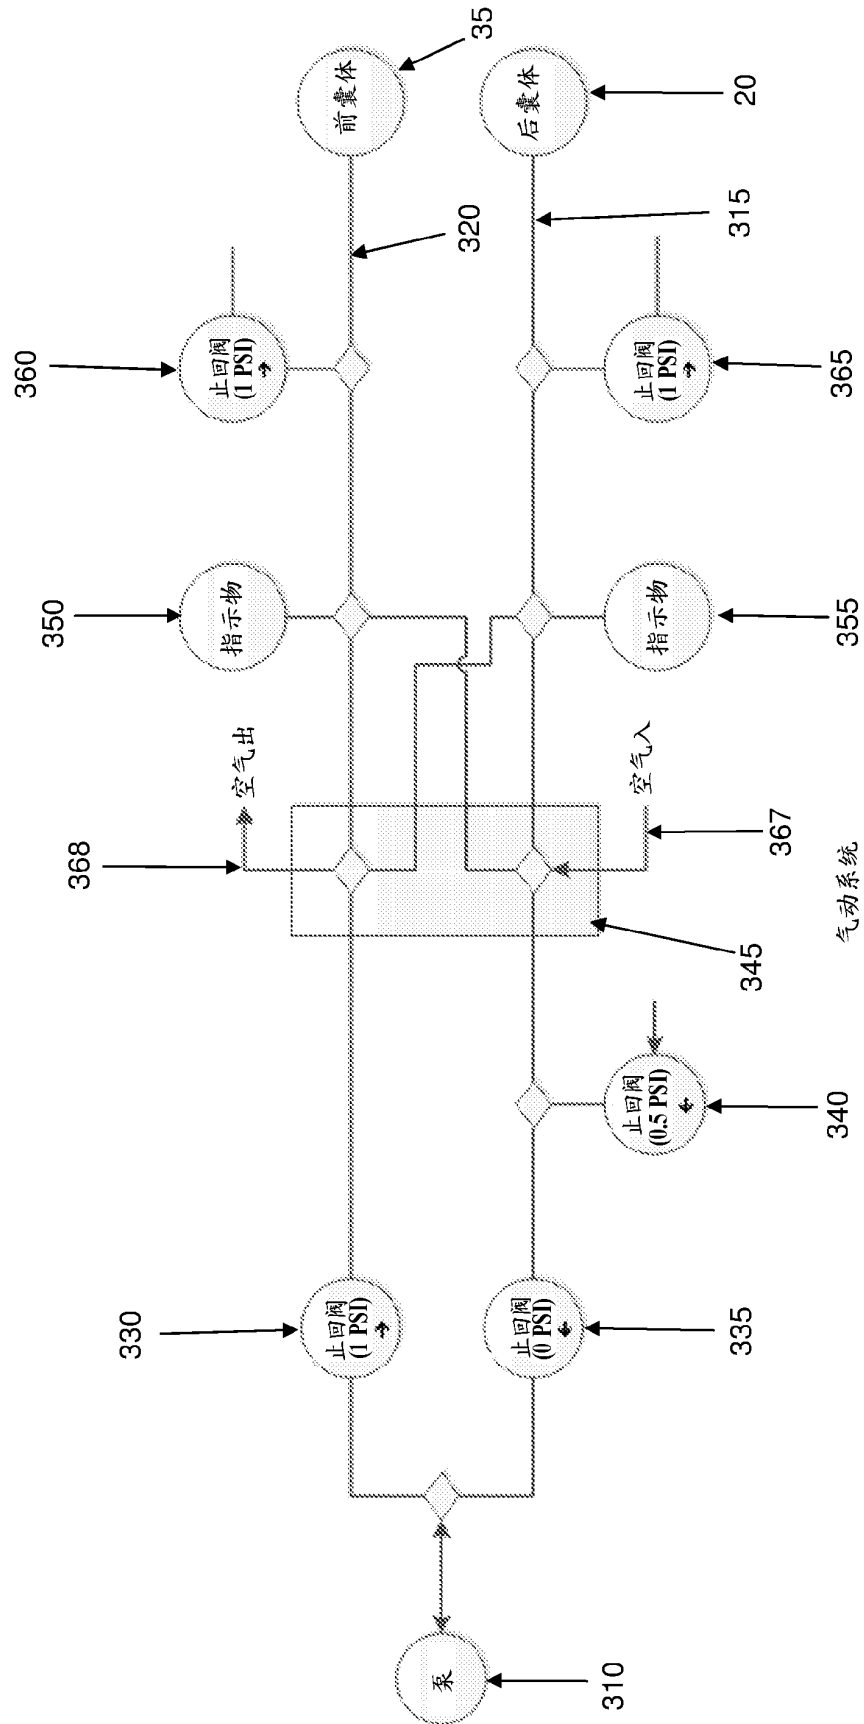 35
前囊体
后囊体
20
320
315
360
止回阀
(1 PSI)
止回阀
(1 PSI)
365
350
指示物
指示物
355
空气出
空气入
368
367
345
止回阀
(0.5 PSI)
340
330
止回阀
(1 PSI)
止回阀
(0 PSI)
335
泵
310
气动系统